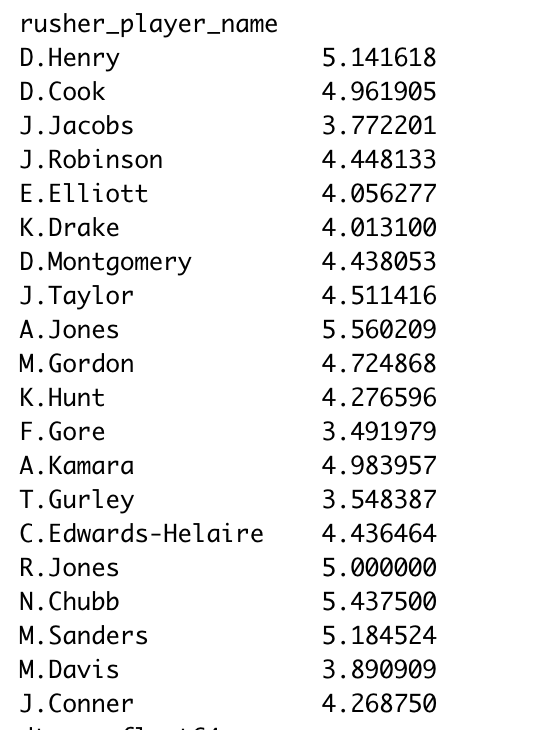 rusher_player_name
D.Henry 5.141618
D.Cook 4.961905
J.Jacobs 3.772201
J.Robinson 4.448133
E.Elliott 4.056277
K.Drake 4.013100
D.Montgomery 4.438053
J.Taylor 4.511416
A.Jones 5.560209
M.Gordon 4.724868
K.Hunt 4.276596
F.Gore 3.491979
A.Kamara 4.983957
T.Gurley 3.548387
C.Edwards-Helaire 4.436464
R.Jones 5.000000
N.Chubb 5.437500
M.Sanders 5.184524
M.Davis 3.890909
J.Conner 4.268750